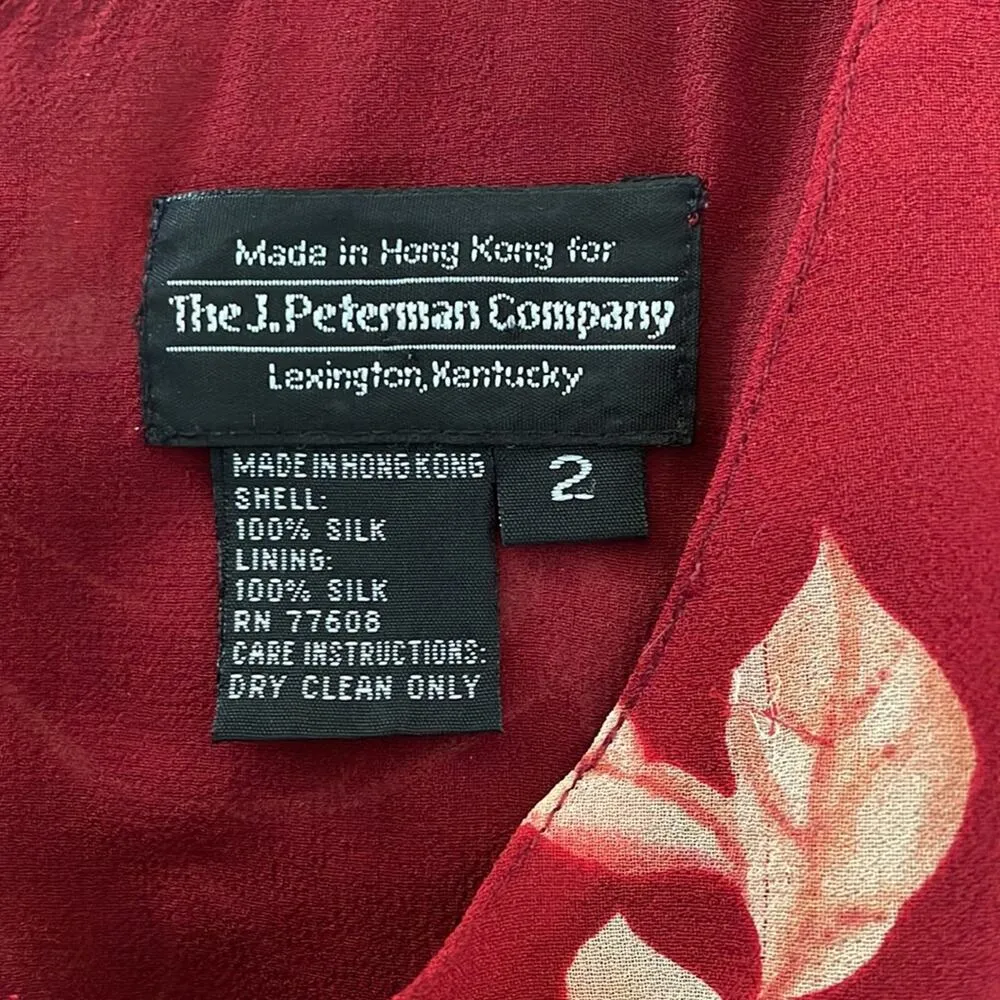 Made in Hong Kong for
The J. Peterman Company
Lexington, Kentucky
MADE IN HONG KONG
SHELL:
100% SILK
LINING:
100% SILK
RN 77608
CARE INSTRUCTIONS:
DRY CLEAN ONLY
2